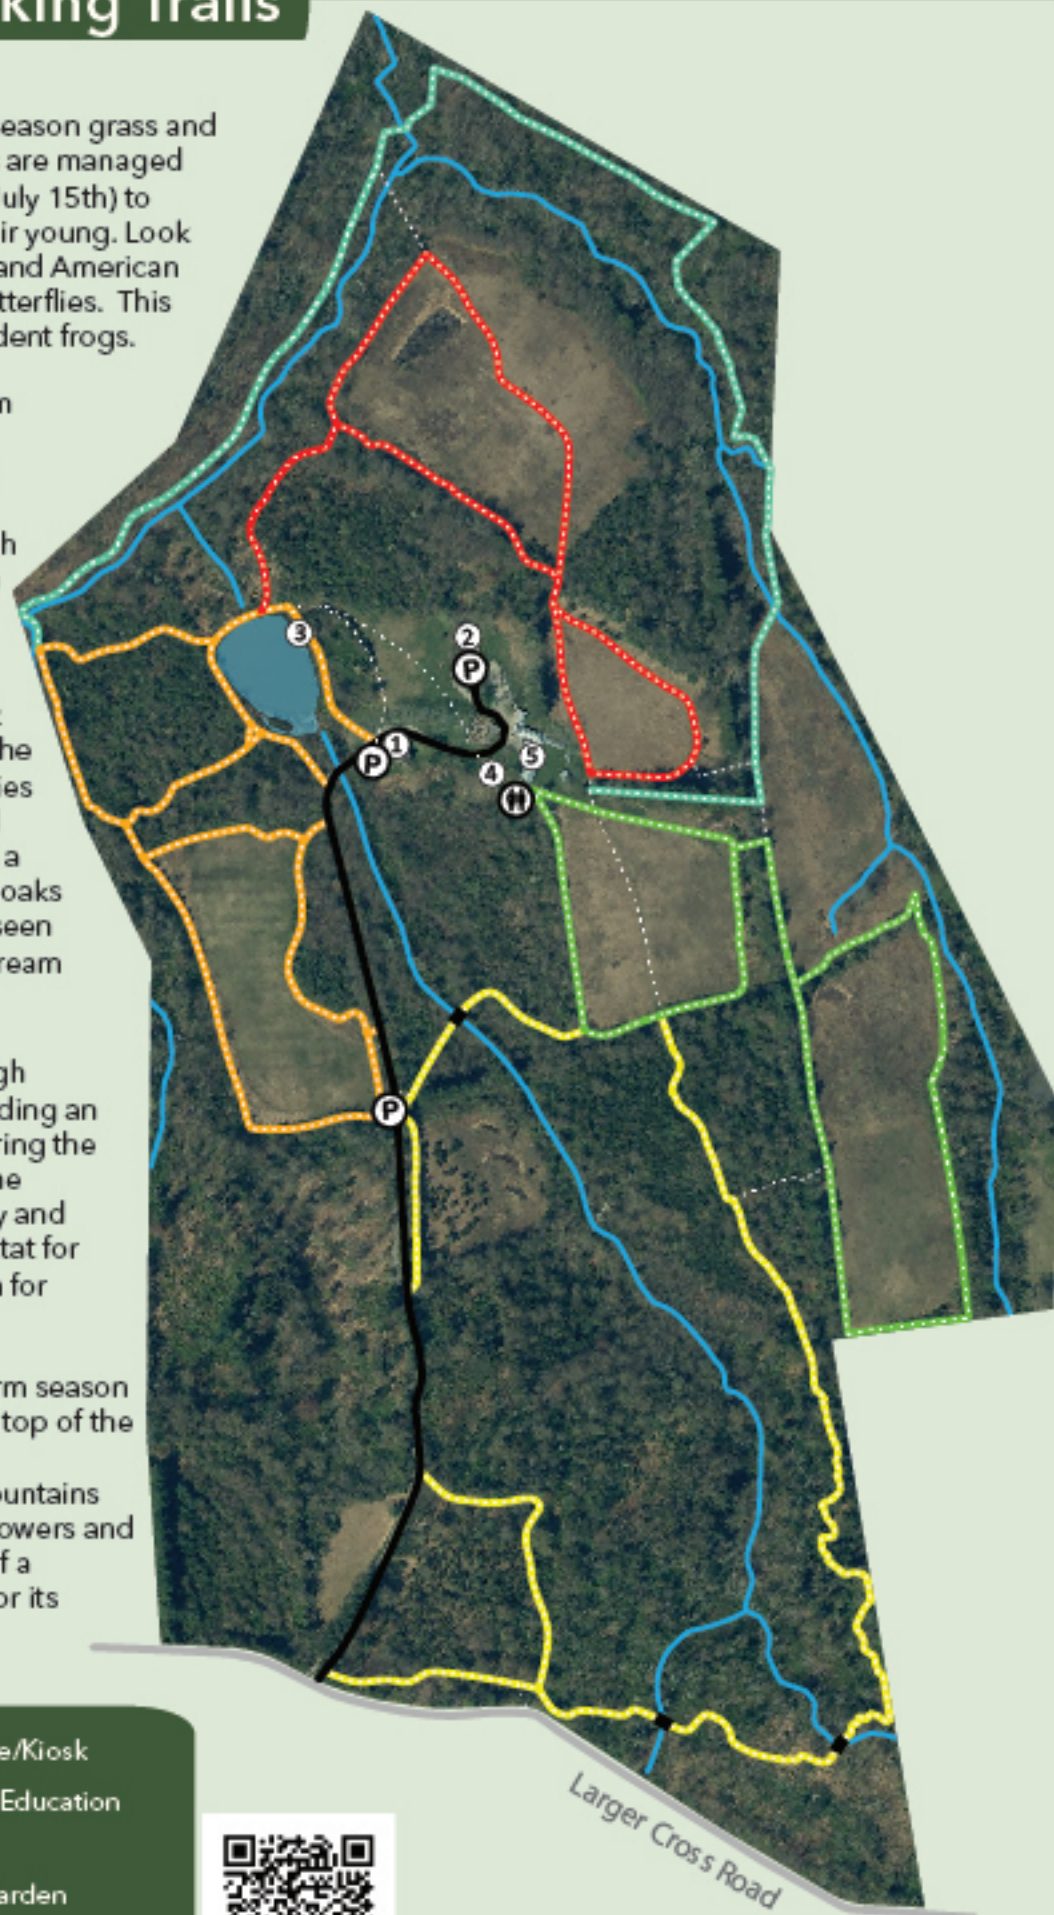 king Trails
eason grass and
are managed
uly 15th) to
ir young. Look
and American
tterflies. This
dent frogs.
n
h
he
ies
a
oaks
seen
ream
gh
ding an
ring the
ne
y and
tat for
n for
rm season
top of the
ountains
owers and
f a
or its
2
P
3
1
P
5
4
P
e/Kiosk
Education
arden
Larger Cross Road